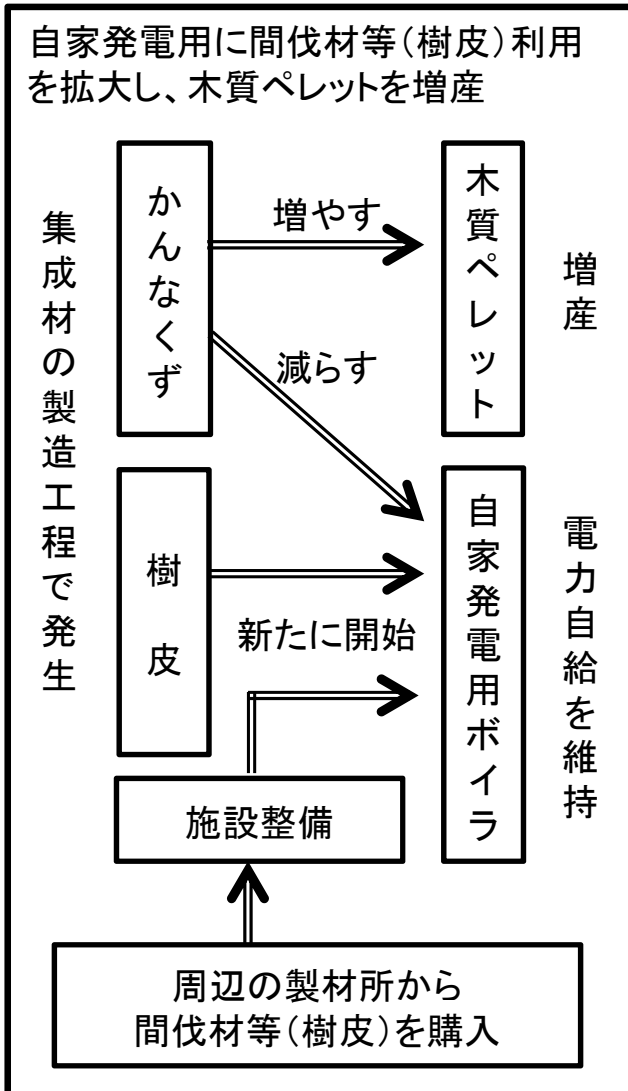 自家発電用に間伐材等(樹皮)利用
を拡大し、木質ペレットを増産
集成材の製造工程で発生
かんなくず
増やす
木質ペレット
増産
減らす
樹皮
新たに開始
自家発電用ボイラ
電力自給を維持
施設整備
周辺の製材所から
間伐材等(樹皮)を購入